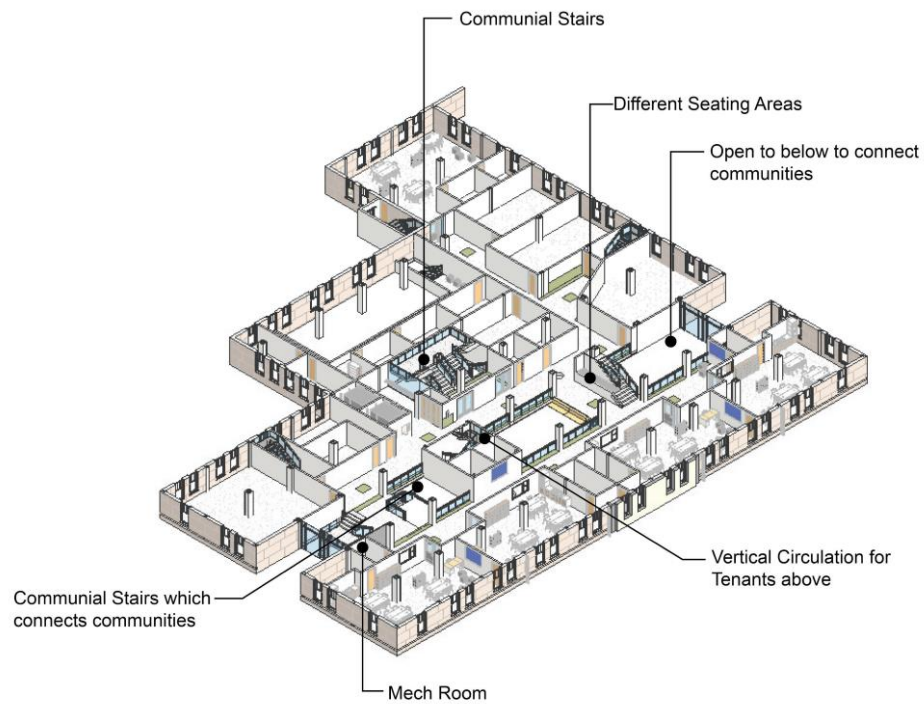 Communial Stairs
Different Seating Areas
Open to below to connect
communities
Vertical Circulation for
Tenants above
Communial Stairs which
connects communities
Mech Room